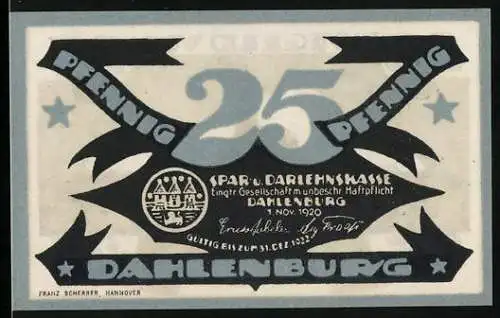 PFENNIG 25 PFENNIG
SPAR-U. DARLEHNSKASSE
Eingtr Gesellschaft m unbeschr. Haftpflicht
DAHLENBURG
1. NOV. 1920
GÜLTIG BIS ZUM 31. DEZ. 1922
DAHLENBURG
FRANZ SCHERRER, HANNOVER